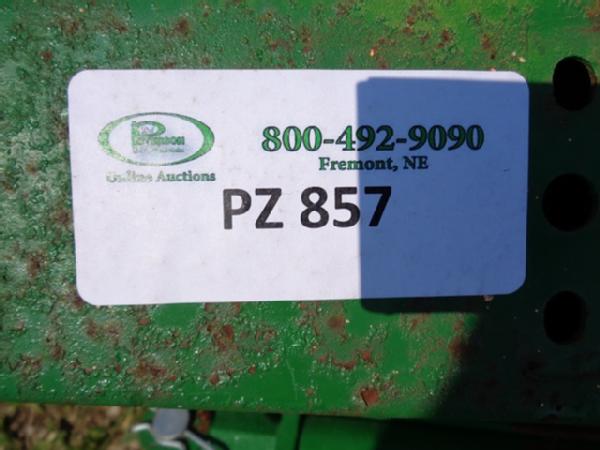 800-492-9090
Fremont, NE
Online Auctions
PZ 857